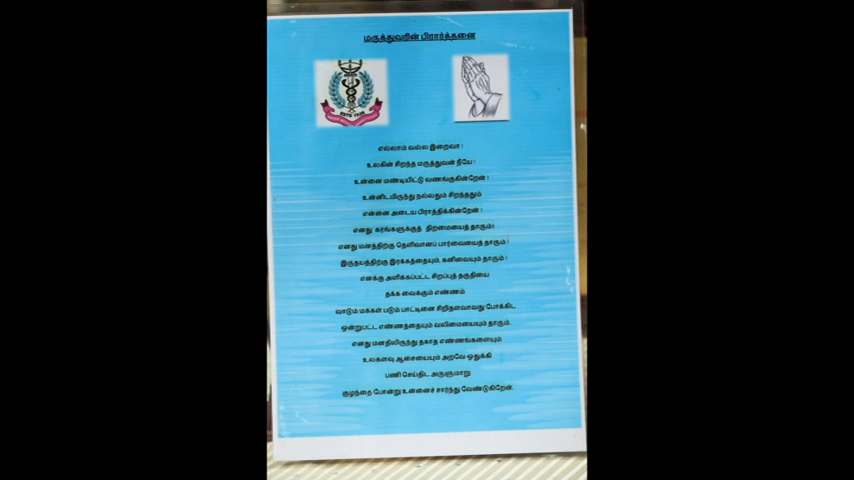 மருத்துவரின் பிரார்த்தனை
எல்லாம் வல்ல இறைவா !
உலகின் சிறந்த மருத்துவன் நீயே !
உன்னை மண்டியிட்டு வணங்குகின்றேன் !
உன்னிடமிருந்து நல்லதும் சிறந்ததும்
என்னை அடைய பிராத்திக்கின்றேன் !
எனது கரங்களுக்குத் திறமையைத் தாரும்!
எனது மனத்திற்கு தெளிவானப் பார்வையைத் தாரும் !
இருதயத்திற்கு இரக்கத்தையும், கனிவையும் தாரும் !
எனக்கு அளிக்கப்பட்ட சிறப்புத் தகுதியை
தக்க வைக்கும் எண்ணம்
வாடும் மக்கள் படும் பாட்டினை சிறிதளவாவது போக்கிட
ஒன்றுபட்ட எண்ணத்தையும் வலிமையையும் தாரும்.
எனது மனதிலிருந்து தகாத எண்ணங்களையும்
உலகளவு ஆசையையும் அறவே ஒதுக்கி
பணி செய்திட அருளுமாறு
குழந்தை போன்று உன்னைச் சார்ந்து வேண்டுகிறேன்.